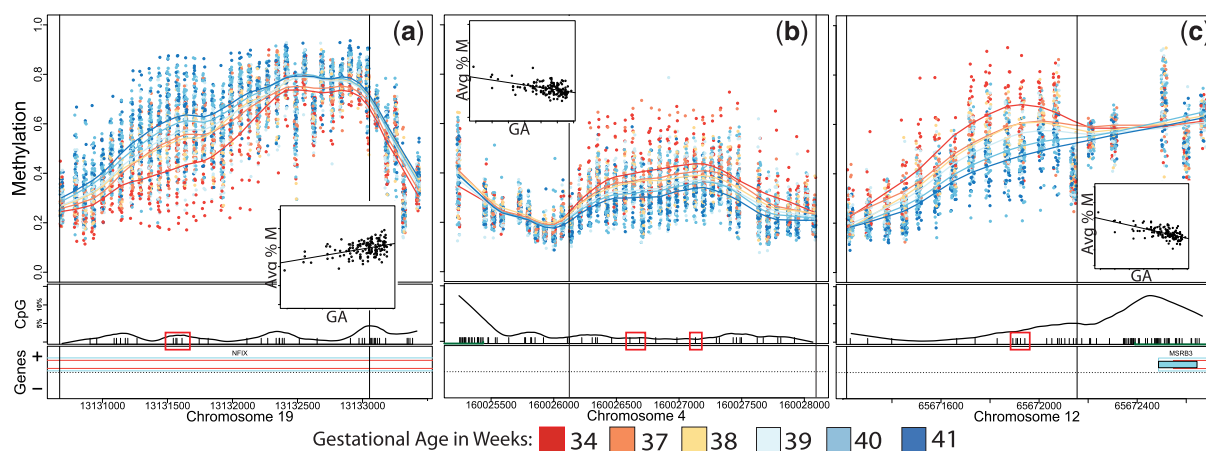 (a)
(b)
(c)
Methylation
1.0
0.8
0.6
0.4
0.2
0.0
Avg % M
GA
Avg % M
GA
Avg % M
GA
CpG
10%
5%
Genes
+
−
NFIX
MSRB3
13131000 13131500 13132000 13132500 13133000
Chromosome 19
160025500 160026000 160026500 160027000 160027500 160028000
Chromosome 4
65671600 65672000 65672400
Chromosome 12
Gestational Age in Weeks: 34 37 38 39 40 41